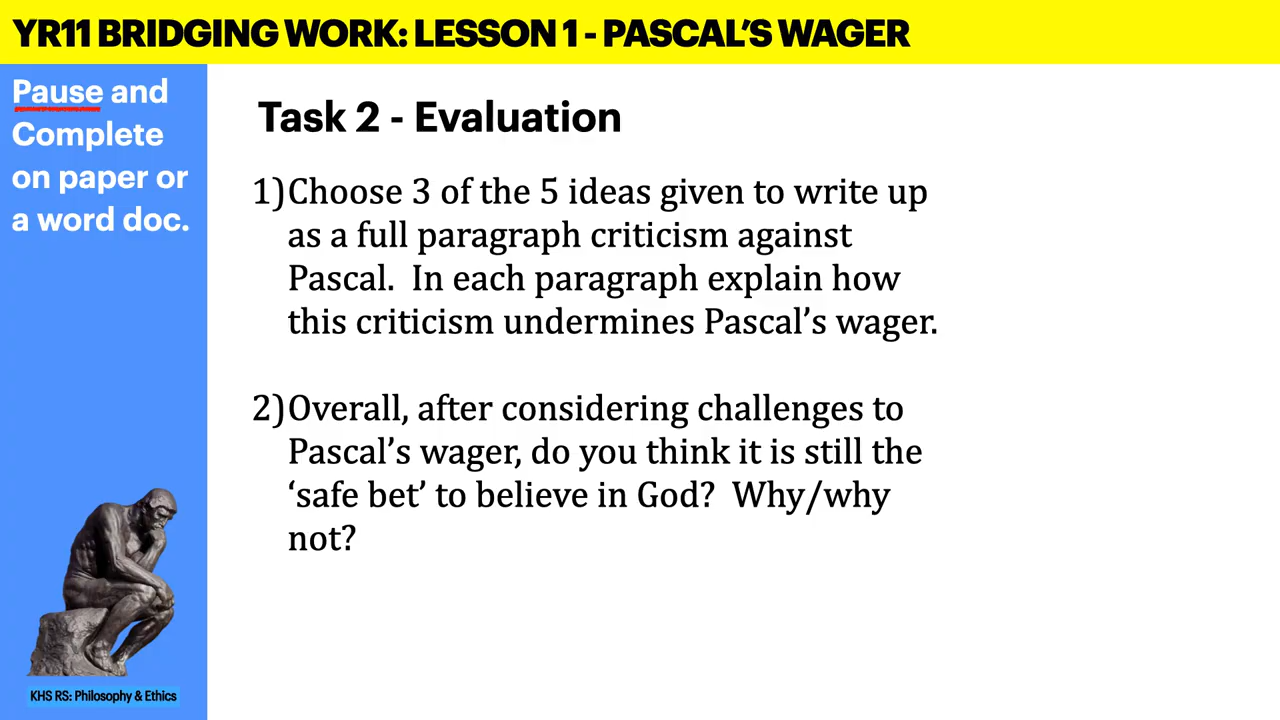 YR11 BRIDGING WORK: LESSON 1 - PASCAL'S WAGER
Pause and
Complete
on paper or
a word doc.
Task 2 - Evaluation
1)Choose 3 of the 5 ideas given to write up
as a full paragraph criticism against
Pascal.  In each paragraph explain how
this criticism undermines Pascal’s wager.
2)Overall, after considering challenges to
Pascal’s wager, do you think it is still the
‘safe bet’ to believe in God?  Why/why
not?
KHS RS: Philosophy & Ethics